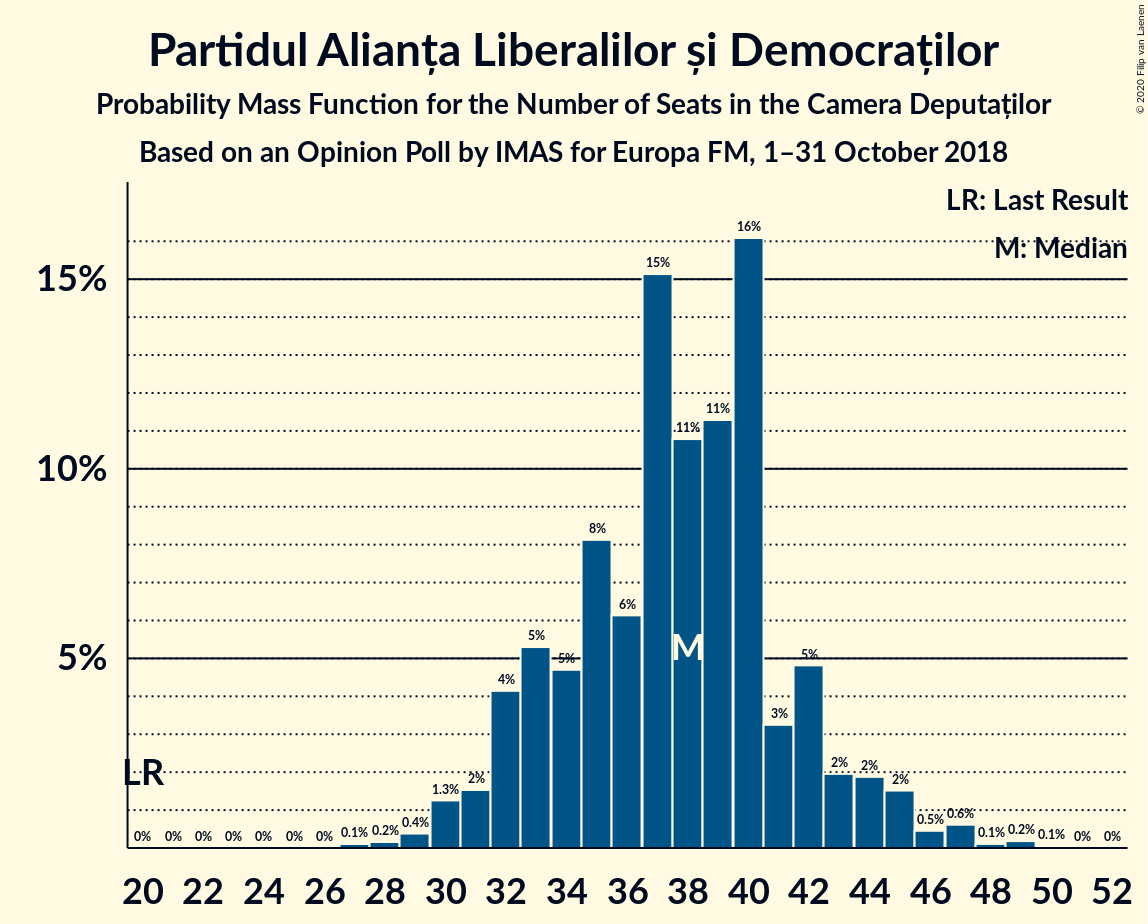 Partidul Alianța Liberalilor și Democraților
Probability Mass Function for the Number of Seats in the Camera Deputaților
Based on an Opinion Poll by IMAS for Europa FM, 1–31 October 2018
© 2020 Filip van Laenen
LR: Last Result
M: Median
15%
10%
5%
LR
M
0% 0% 0% 0% 0% 0% 0% 0.1% 0.2% 0.4% 1.3% 2% 4% 5% 5% 8% 6% 15% 11% 11% 16% 3% 5% 2% 2% 2% 0.5% 0.6% 0.1% 0.2% 0.1% 0% 0%
20 22 24 26 28 30 32 34 36 38 40 42 44 46 48 50 52